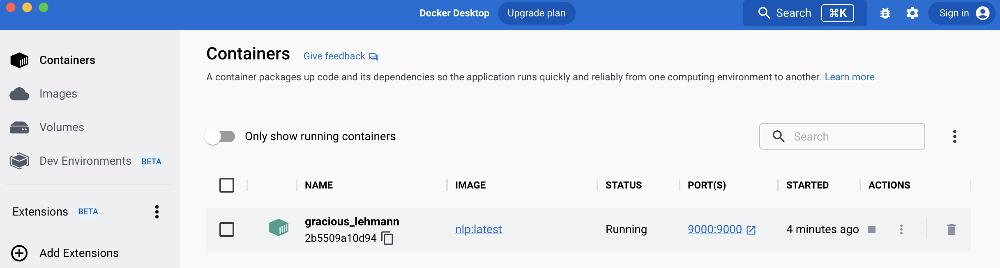 Docker Desktop Upgrade plan Search ⌘K Sign in
Containers
Images
Volumes
Dev Environments BETA
Extensions BETA
Add Extensions
Containers Give feedback
A container packages up code and its dependencies so the application runs quickly and reliably from one computing environment to another. Learn more
Only show running containers Search
NAME IMAGE STATUS PORT(S) STARTED ACTIONS
gracious_lehmann nlp:latest Running 9000:9000 4 minutes ago
2b5509a10d94